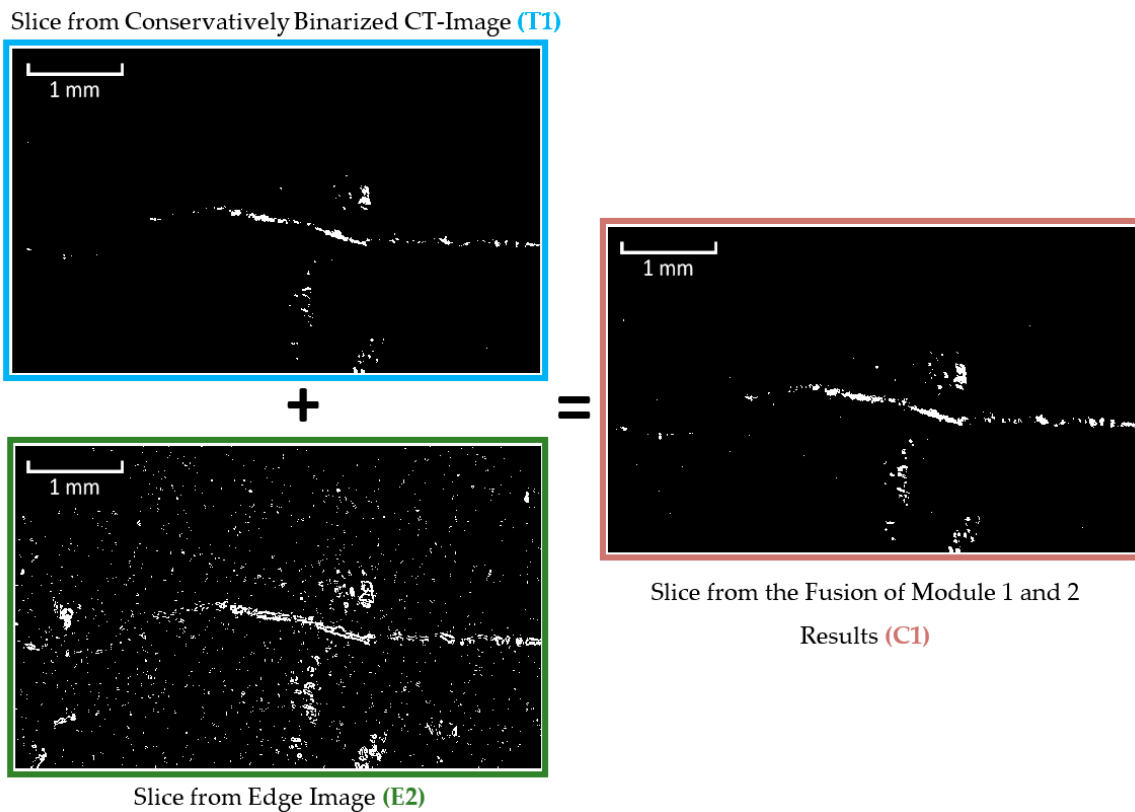 Slice from Conservatively Binarized CT-Image (T1)
1 mm
+
=
1 mm
1 mm
Slice from the Fusion of Module 1 and 2
Results (C1)
Slice from Edge Image (E2)